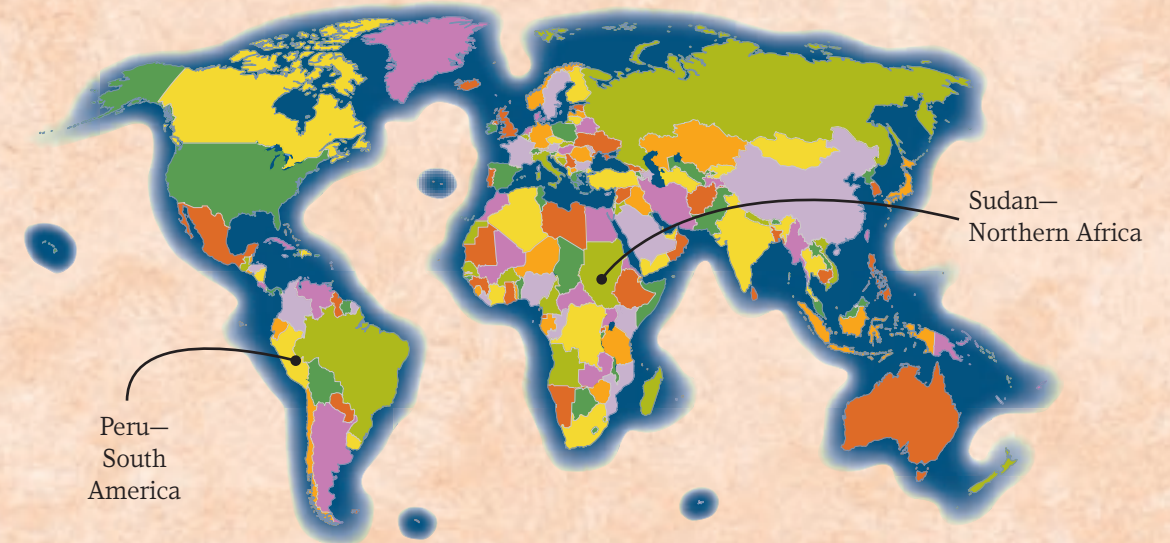 Sudan—
Northern Africa
Peru—
South
America